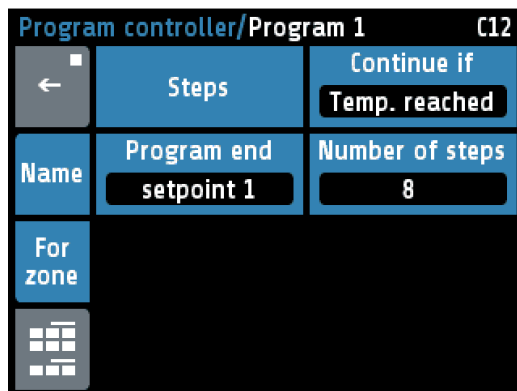 Program controller/Program 1 C12
←
Steps
Continue if
Temp. reached
Name
Program end
setpoint 1
Number of steps
8
For
zone